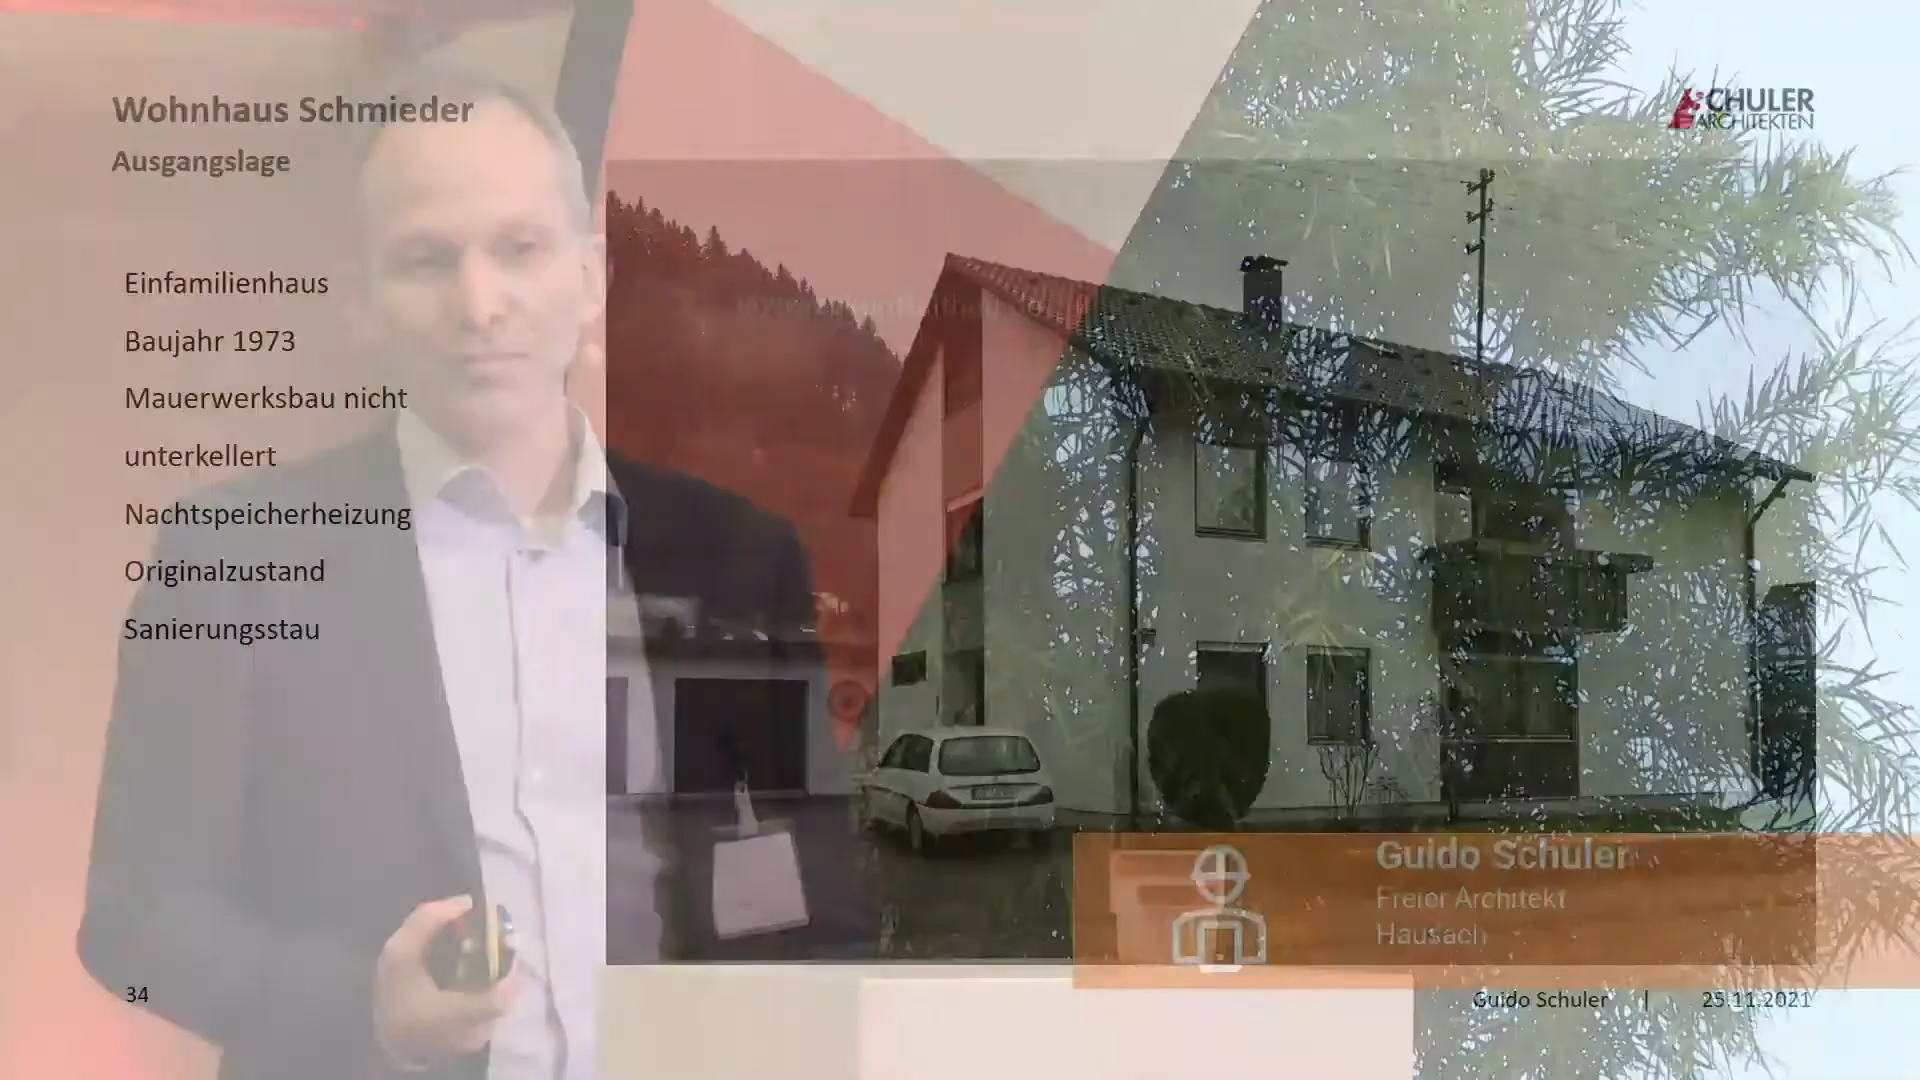 Wohnhaus Schmieder
Ausgangslage
SCHULER
ARCHITEKTEN
Einfamilienhaus
Baujahr 1973
Mauerwerksbau nicht
unterkellert
Nachtspeicherheizung
Originalzustand
Sanierungsstau
Guido Schuler
Freier Architekt
Hausach
34
Guido Schuler | 25.11.2021